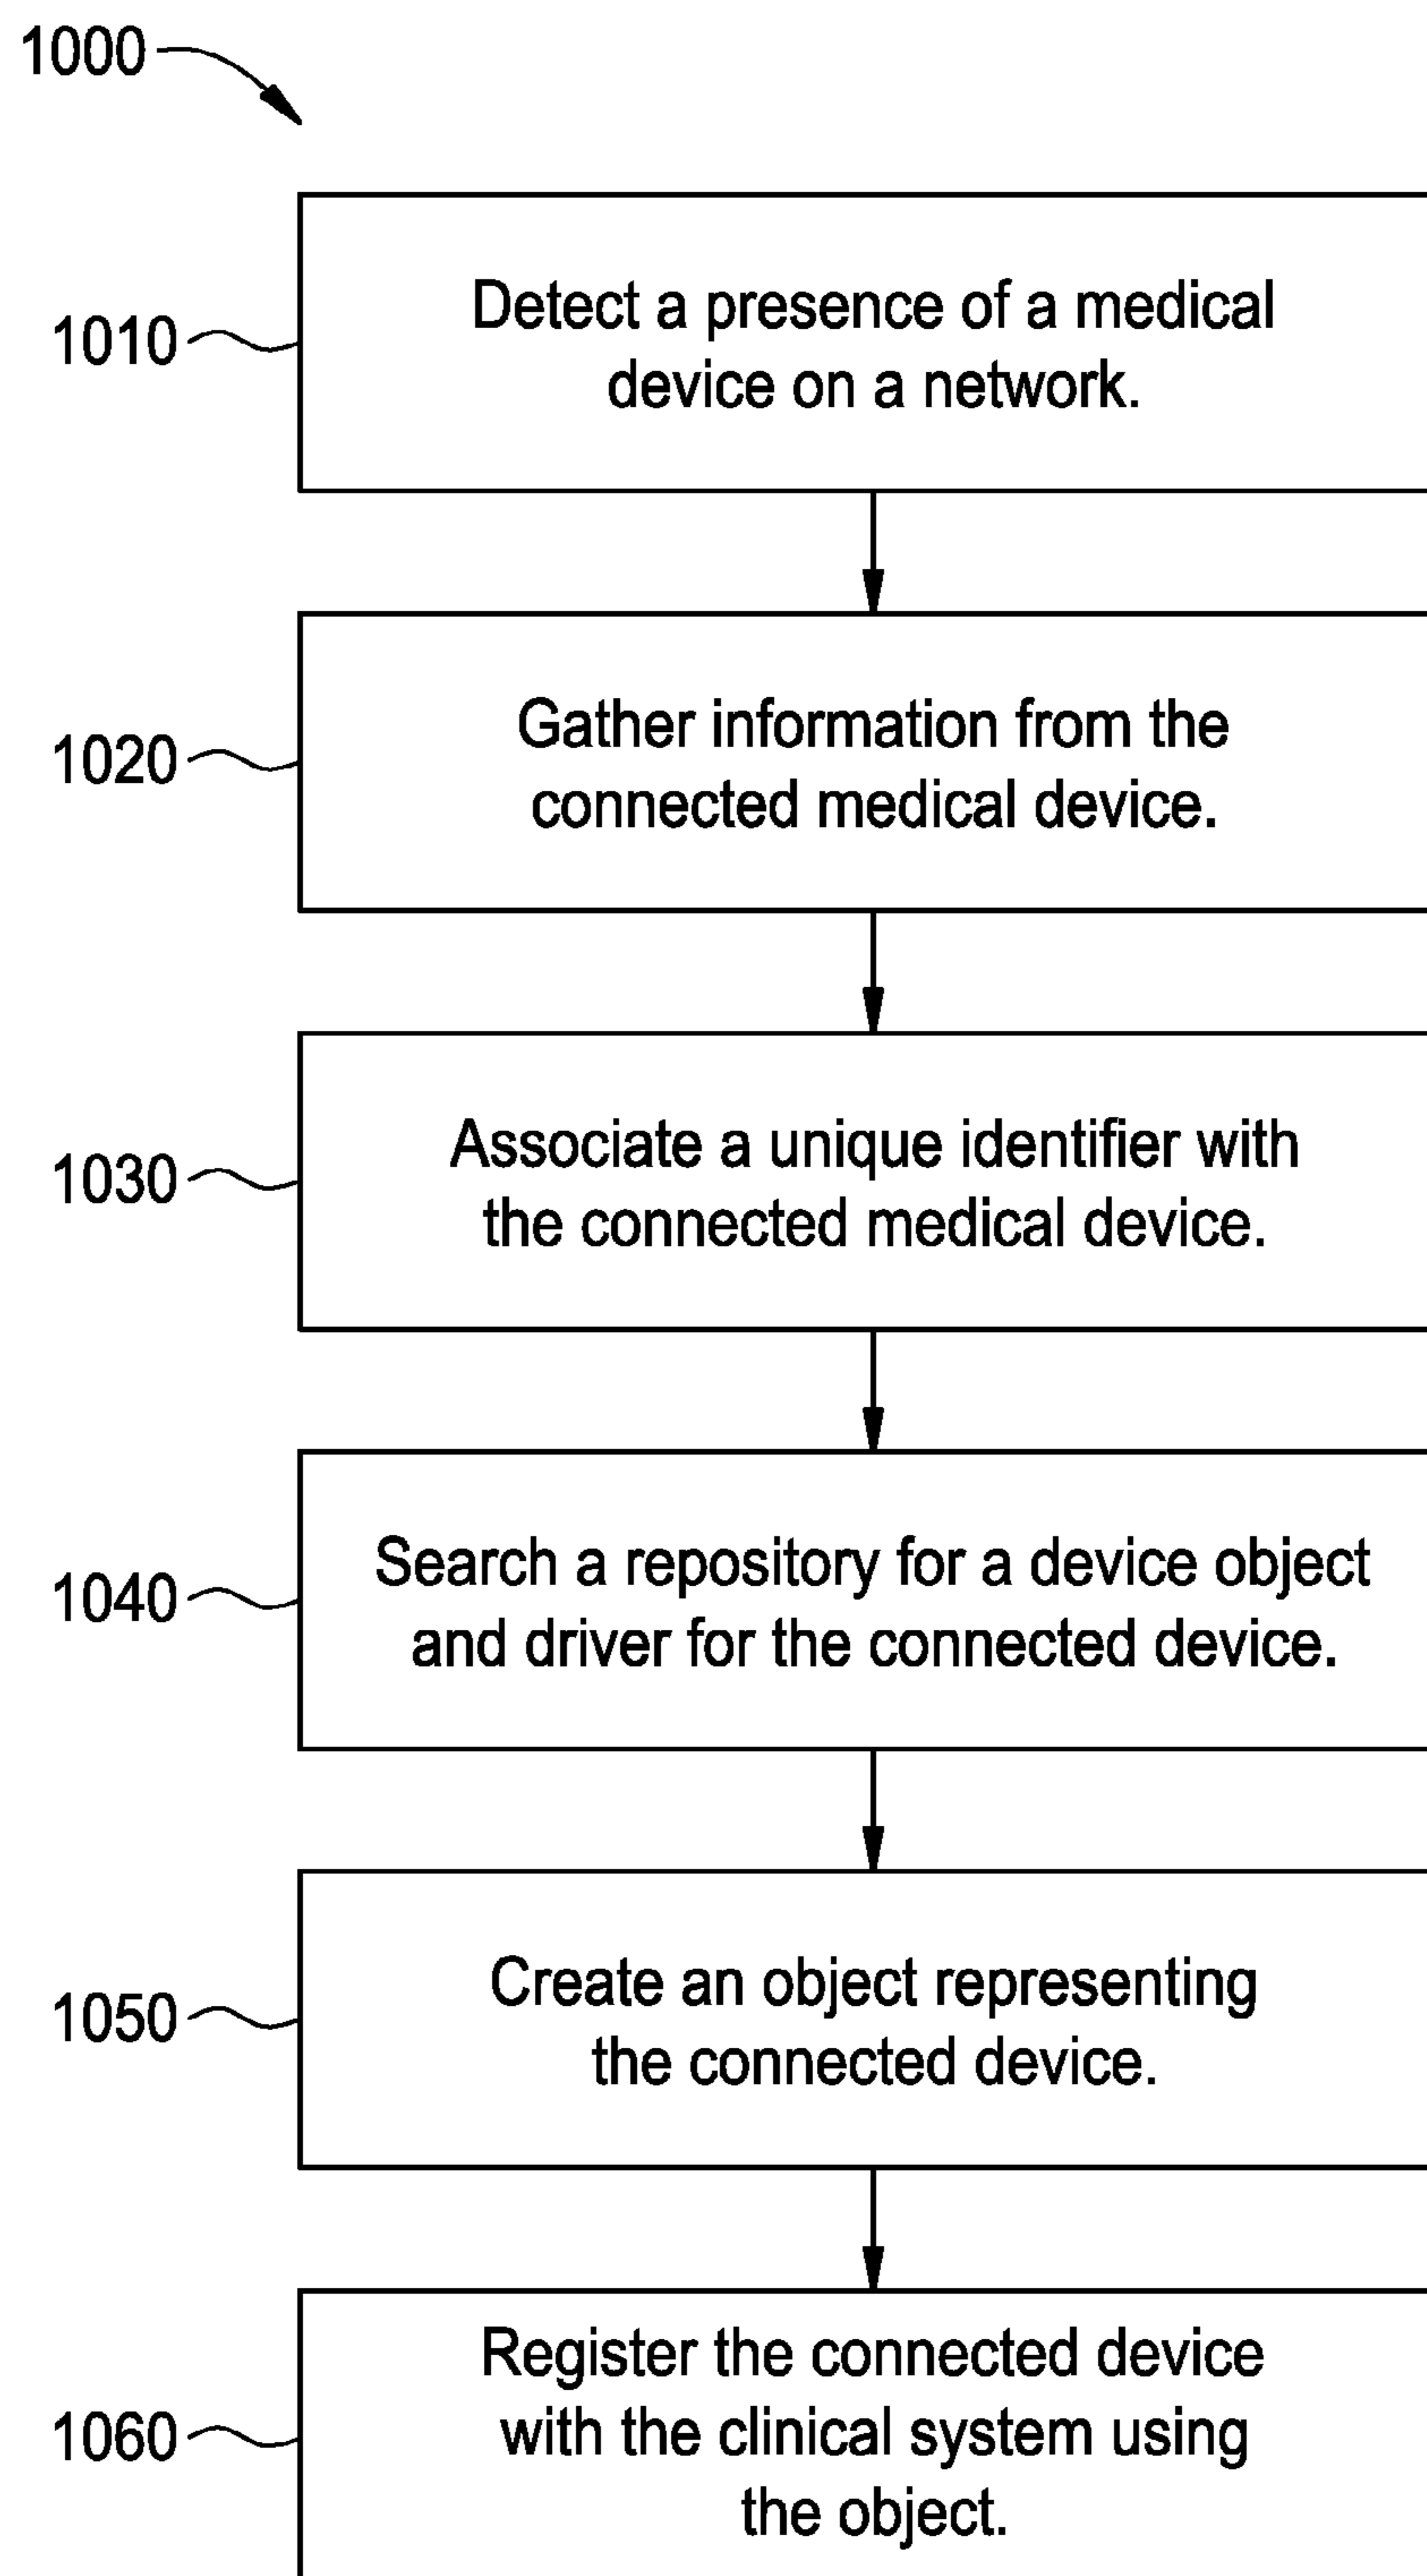 1000
1010
Detect a presence of a medical
device on a network.
1020
Gather information from the
connected medical device.
1030
Associate a unique identifier with
the connected medical device.
1040
Search a repository for a device object
and driver for the connected device.
1050
Create an object representing
the connected device.
1060
Register the connected device
with the clinical system using
the object.